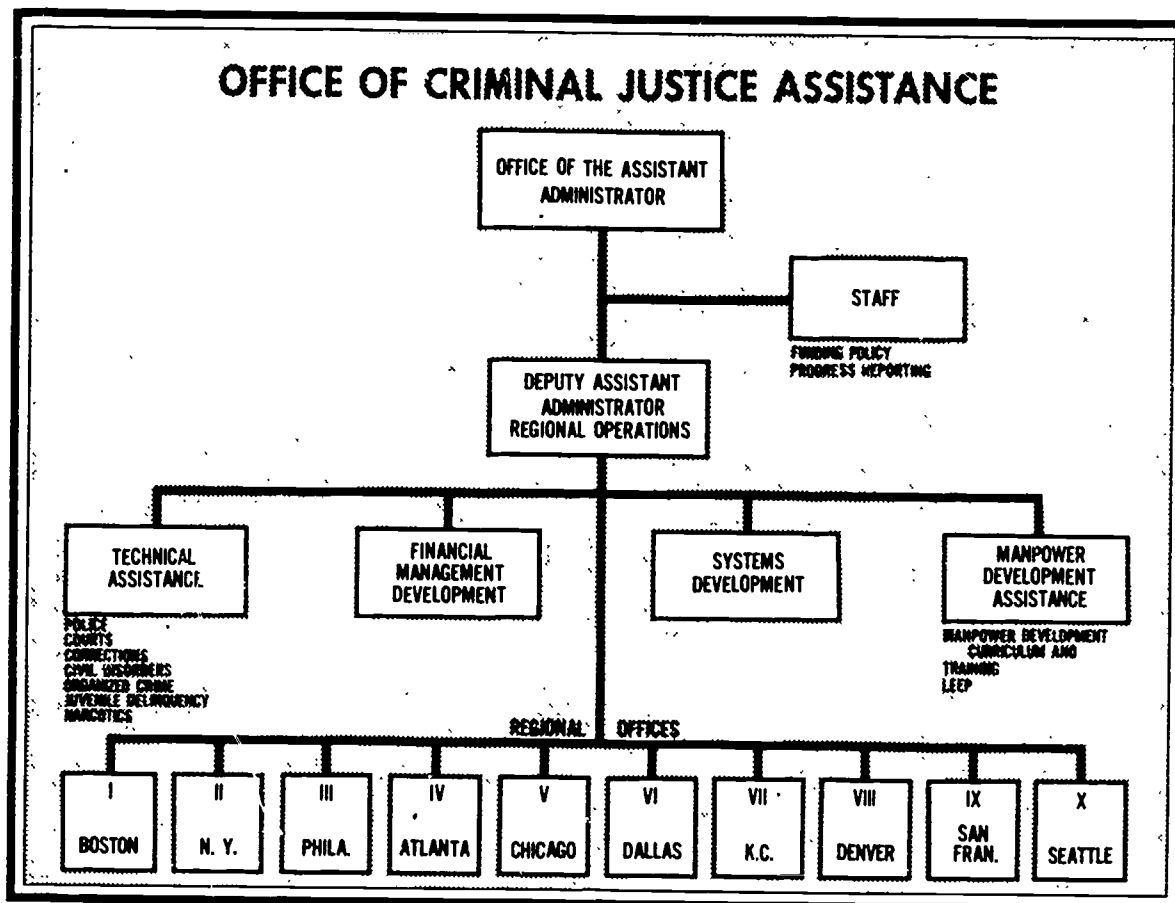 OFFICE OF CRIMINAL JUSTICE ASSISTANCE
OFFICE OF THE ASSISTANT
ADMINISTRATOR
STAFF
FUNDING POLICY
PROGRESS REPORTING
DEPUTY ASSISTANT
ADMINISTRATOR
REGIONAL OPERATIONS
TECHNICAL
ASSISTANCE
POLICE
COURTS
CORRECTIONS
CIVIL DISORDERS
ORGANIZED CRIME
JUVENILE DELINQUENCY
NARCOTICS
FINANCIAL
MANAGEMENT
DEVELOPMENT
SYSTEMS
DEVELOPMENT
MANPOWER
DEVELOPMENT
ASSISTANCE
MANPOWER DEVELOPMENT
CURRICULUM AND
TRAINING
LEEP
REGIONAL OFFICES
I
BOSTON
II
N. Y.
III
PHILA.
IV
ATLANTA
V
CHICAGO
VI
DALLAS
VII
K.C.
VIII
DENVER
IX
SAN
FRAN.
X
SEATTLE